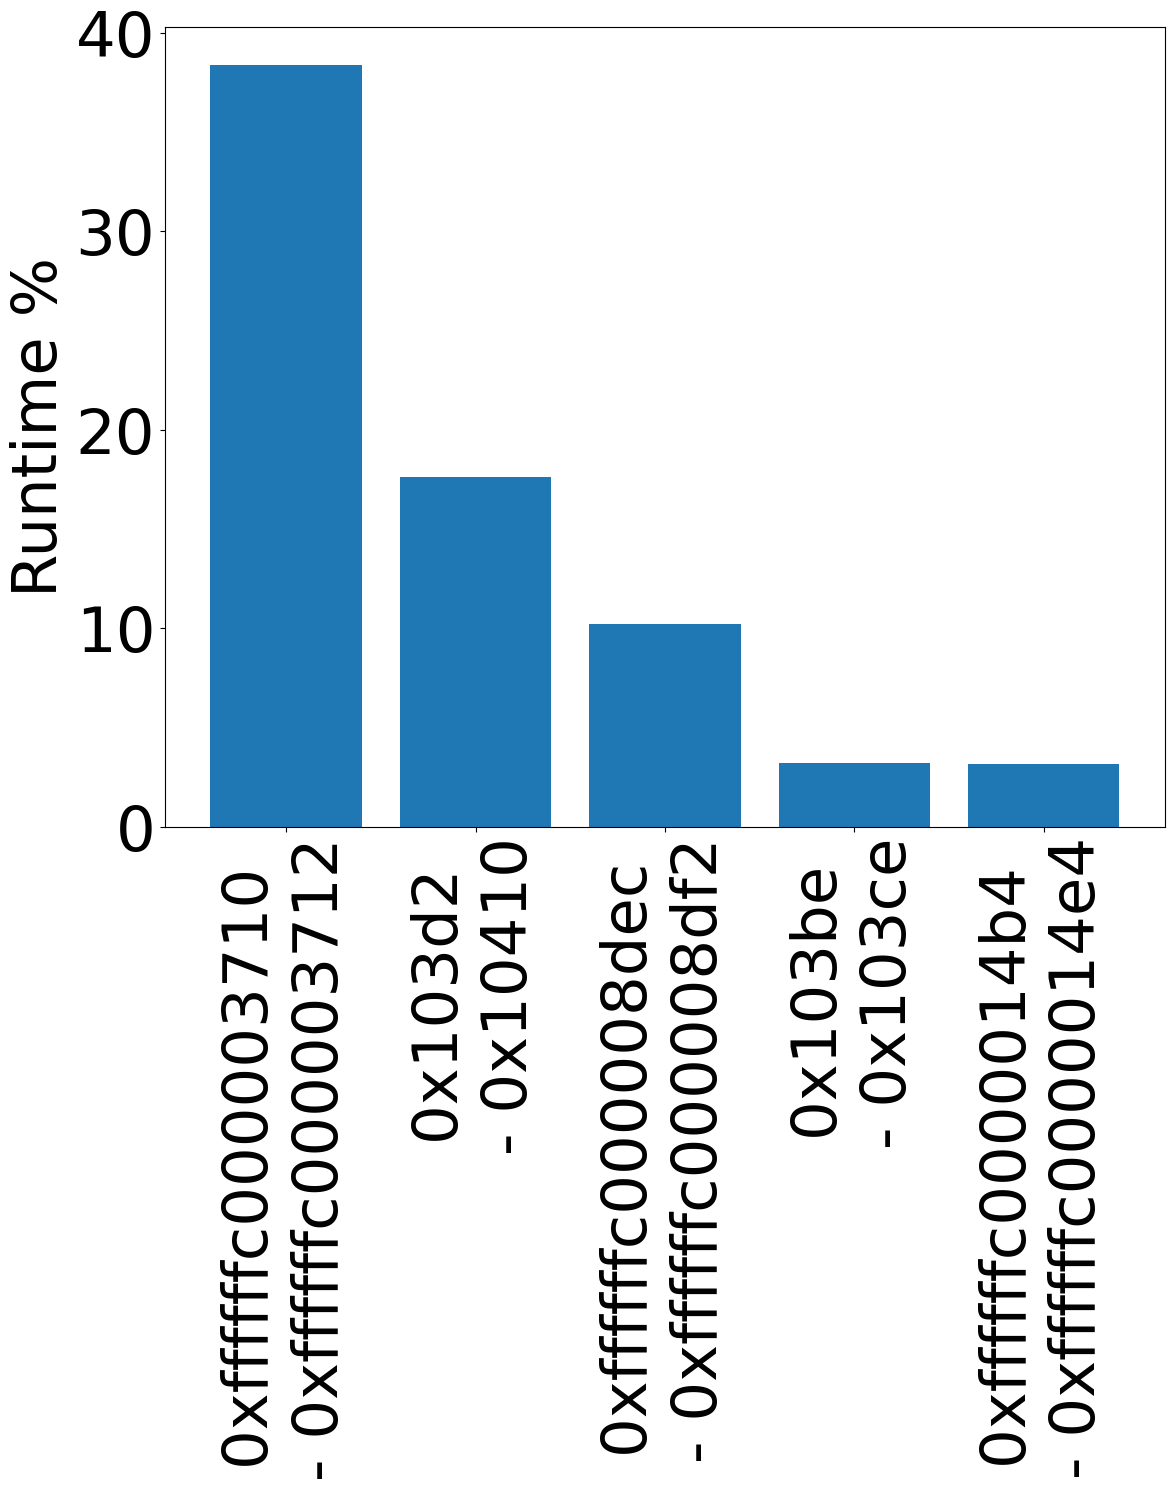 40
30
20
10
0
Runtime %
0xffffffc000003710
- 0xffffffc000003712
0x103d2
- 0x10410
0xffffffc000008dec
- 0xffffffc000008df2
0x103be
- 0x103ce
0xffffffc0000014b4
- 0xffffffc0000014e4